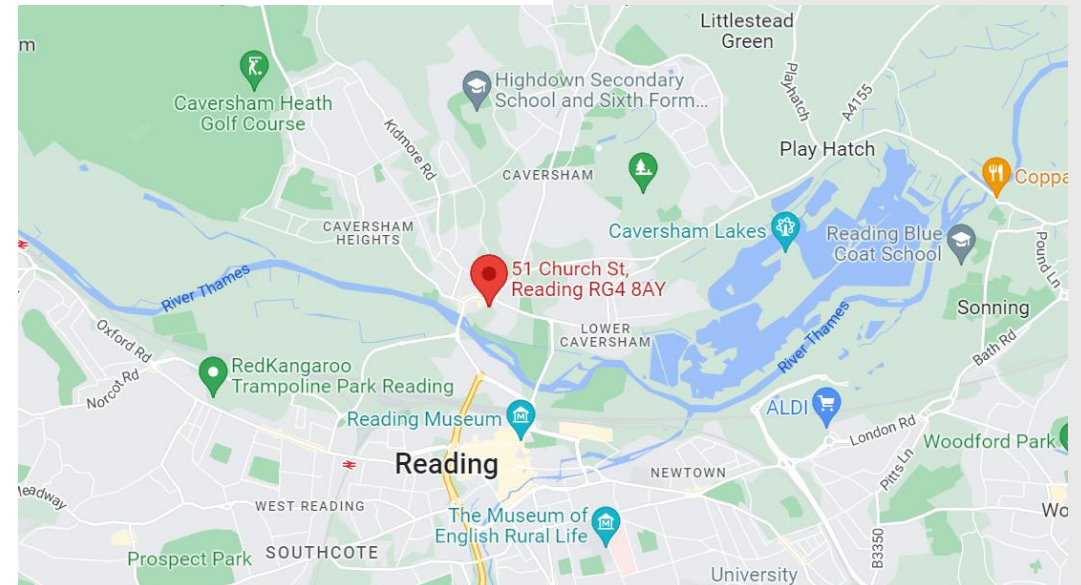 Littlestead
Green
m
Highdown Secondary
School and Sixth Form...
Playhatch
A4155
Caversham Heath
Golf Course
Kidmore Rd
Play Hatch
CAVERSHAM
Coppa
CAVERSHAM
HEIGHTS
Caversham Lakes
Reading Blue
Coat School
Pound Ln
51 Church St,
Reading RG4 8AY
River Thames
Sonning
LOWER
CAVERSHAM
River Thames
Bath Rd
Oxford Rd
RedKangaroo
Trampoline Park Reading
Norcot Rd
ALDI
Reading Museum
London Rd
Woodford Park
Reading
NEWTOWN
Pitts Ln
WEST READING
The Museum of
English Rural Life
Wo
Prospect Park
SOUTHCOTE
B3350
University